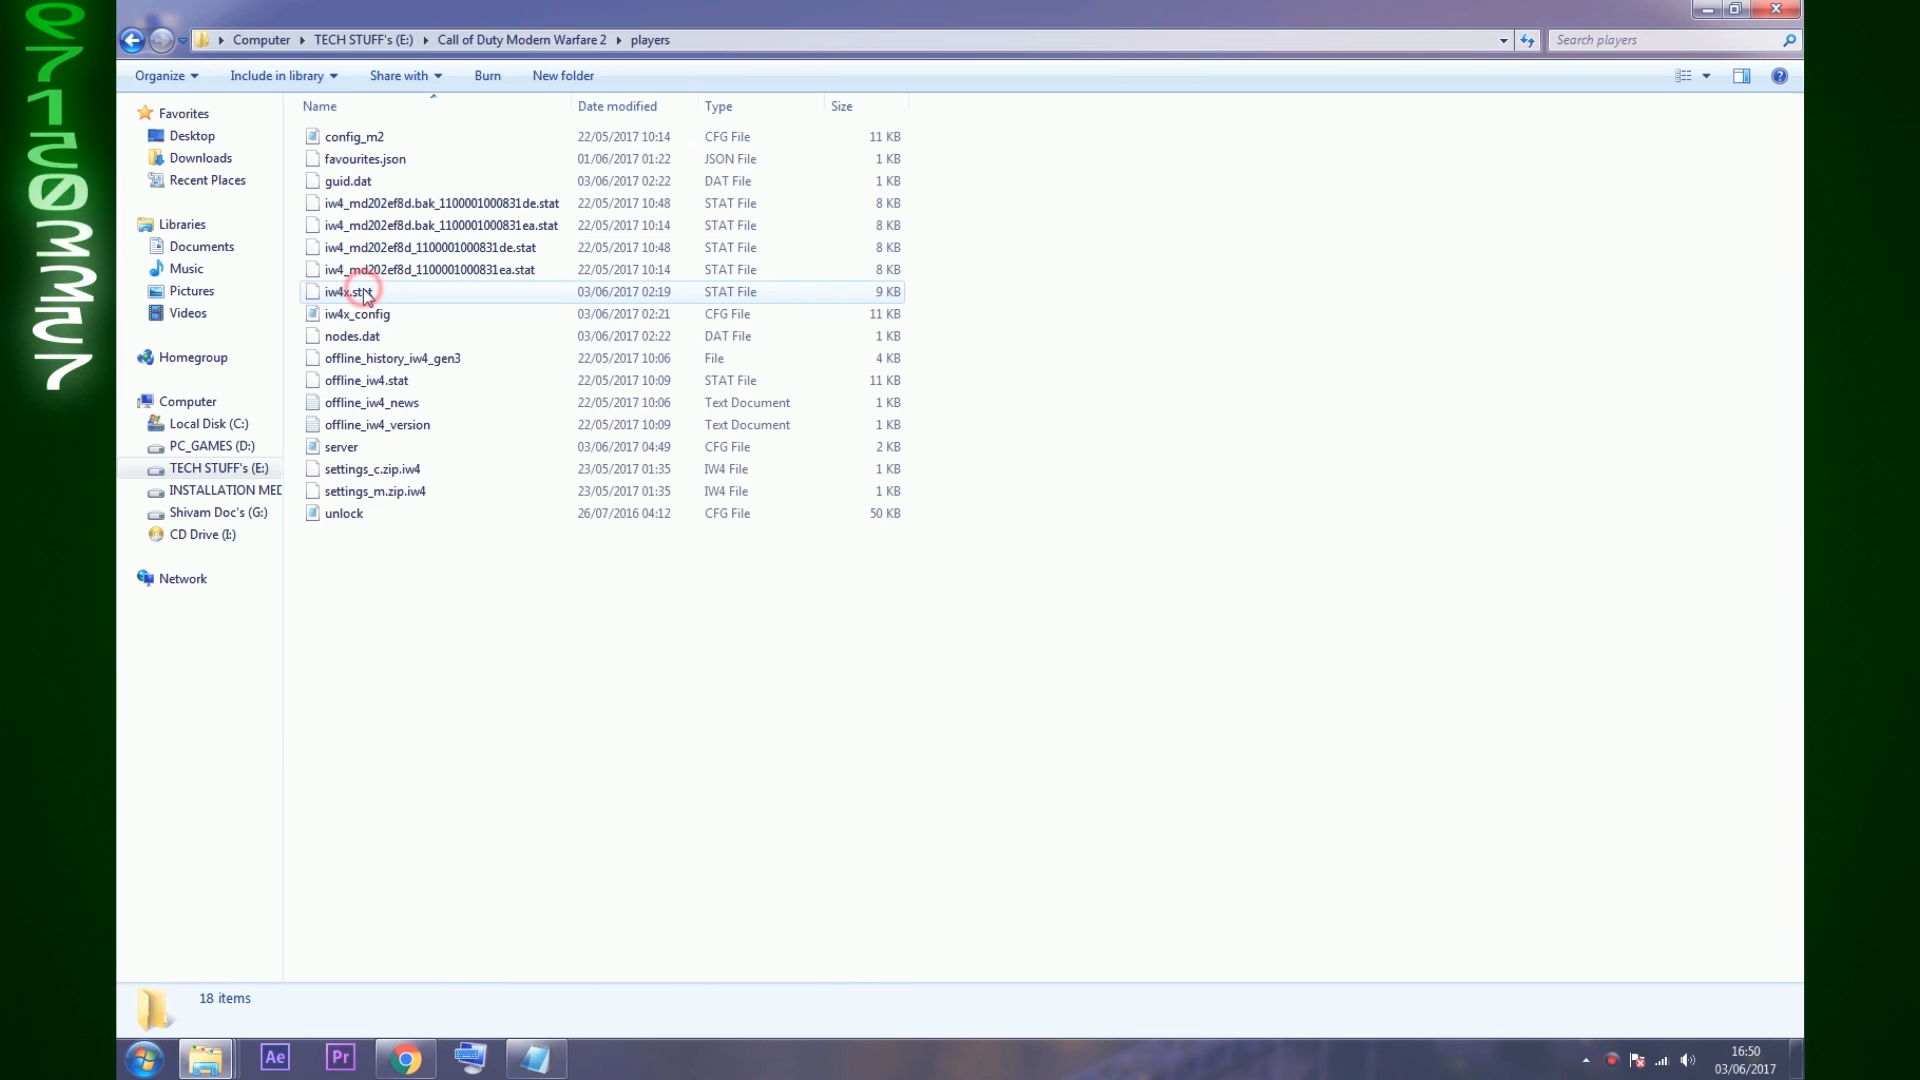 Computer ▸ TECH STUFF's (E:) ▸ Call of Duty Modern Warfare 2 ▸ players
Search players
Organize
Include in library
Share with
Burn
New folder
Name Date modified Type Size
config_m2 22/05/2017 10:14 CFG File 11 KB
favourites.json 01/06/2017 01:22 JSON File 1 KB
guid.dat 03/06/2017 02:22 DAT File 1 KB
iw4_md202ef8d.bak_1100001000831de.stat 22/05/2017 10:48 STAT File 8 KB
iw4_md202ef8d.bak_1100001000831ea.stat 22/05/2017 10:14 STAT File 8 KB
iw4_md202ef8d_1100001000831de.stat 22/05/2017 10:48 STAT File 8 KB
iw4_md202ef8d_1100001000831ea.stat 22/05/2017 10:14 STAT File 8 KB
iw4x.stat 03/06/2017 02:19 STAT File 9 KB
iw4x_config 03/06/2017 02:21 CFG File 11 KB
nodes.dat 03/06/2017 02:22 DAT File 1 KB
offline_history_iw4_gen3 22/05/2017 10:06 File 4 KB
offline_iw4.stat 22/05/2017 10:09 STAT File 11 KB
offline_iw4_news 22/05/2017 10:06 Text Document 1 KB
offline_iw4_version 22/05/2017 10:09 Text Document 1 KB
server 03/06/2017 04:49 CFG File 2 KB
settings_c.zip.iw4 23/05/2017 01:35 IW4 File 1 KB
settings_m.zip.iw4 23/05/2017 01:35 IW4 File 1 KB
unlock 26/07/2016 04:12 CFG File 50 KB
Favorites
Desktop
Downloads
Recent Places
Libraries
Documents
Music
Pictures
Videos
Homegroup
Computer
Local Disk (C:)
PC_GAMES (D:)
TECH STUFF's (E:)
INSTALLATION MED
Shivam Doc's (G:)
CD Drive (I:)
Network
18 items
Ae
Pr
16:50
03/06/2017